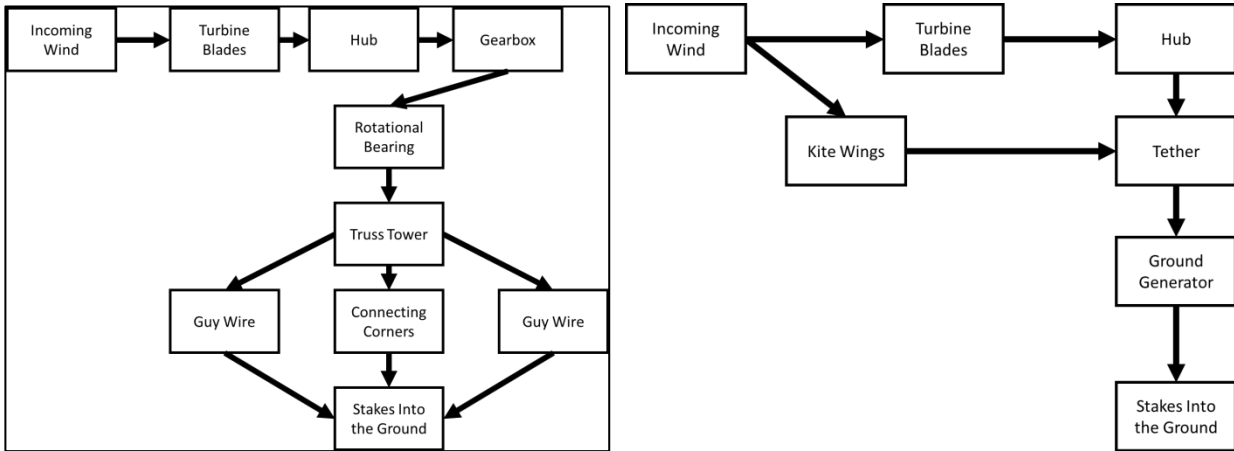 Incoming
Wind
Turbine
Blades
Hub
Gearbox
Rotational
Bearing
Truss Tower
Guy Wire
Connecting
Corners
Guy Wire
Stakes Into
the Ground
Incoming
Wind
Turbine
Blades
Hub
Kite Wings
Tether
Ground
Generator
Stakes Into
the Ground